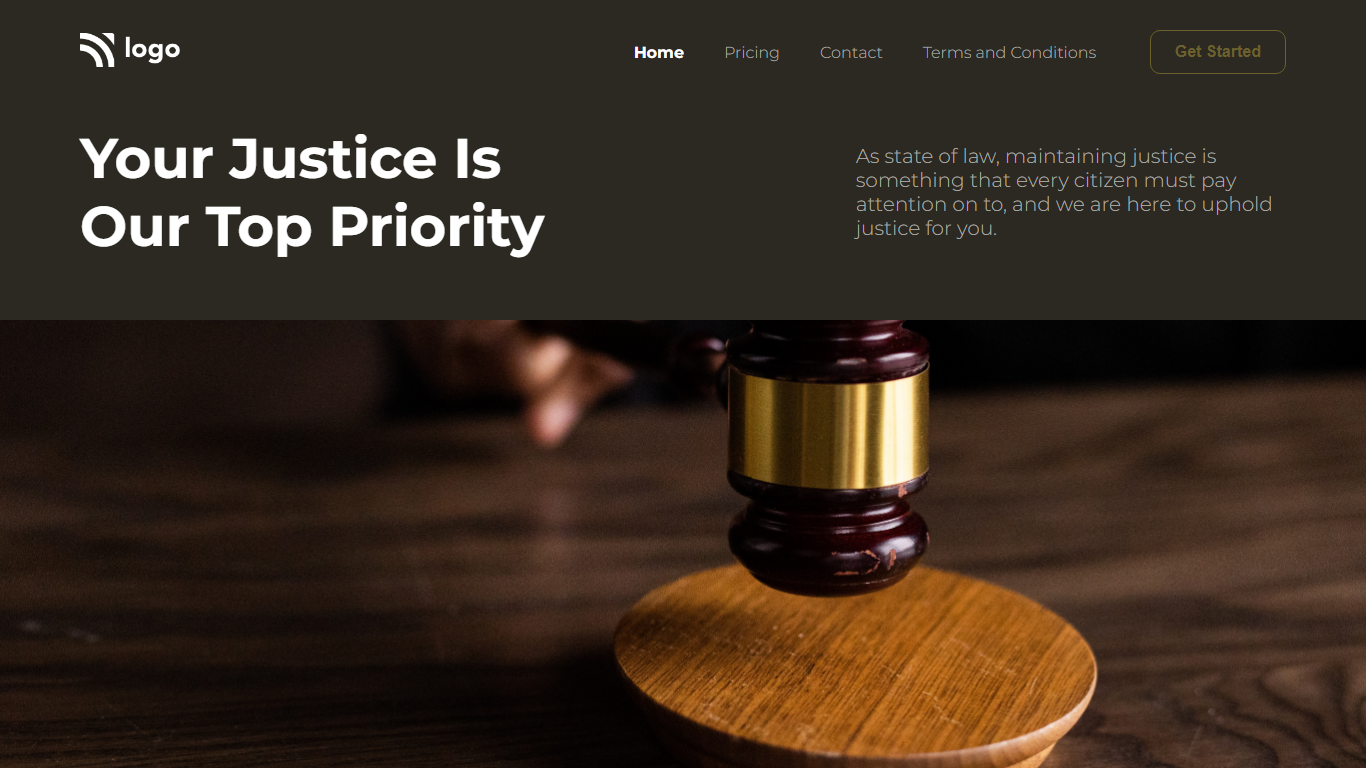 logo
Home Pricing Contact Terms and Conditions Get Started
Your Justice Is
Our Top Priority
As state of law, maintaining justice is
something that every citizen must pay
attention on to, and we are here to uphold
justice for you.